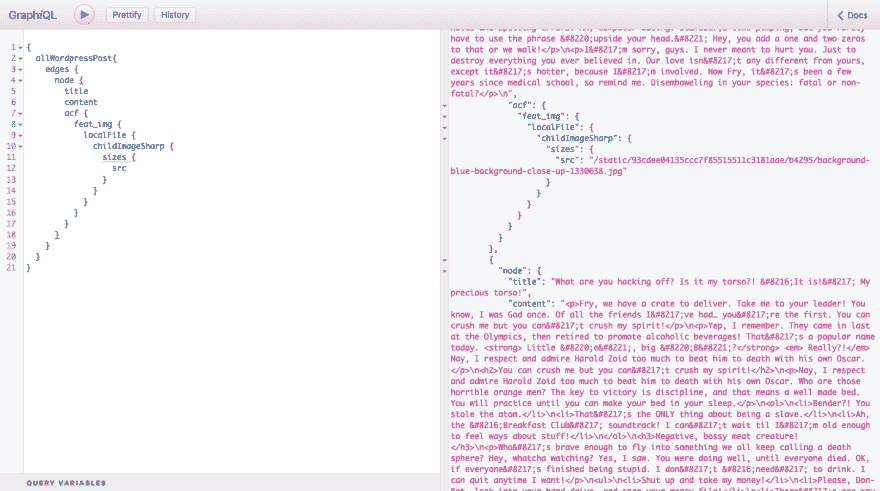 GraphiQL
Prettify
History
Docs
1 {
2 allWordpressPost{
3 edges {
4 node {
5 title
6 content
7 acf {
8 feat_img {
9 localFile {
10 childImageSharp {
11 sizes {
12 src
13 }
14 }
15 }
16 }
17 }
18 }
19 }
20 }
21 }
QUERY VARIABLES
have to use the phrase &#8220;upside your head.&#8221; Hey, you add a one and two zeros
to that or we walk!</p>\n<p>I&#8217;m sorry, guys. I never meant to hurt you. Just to
destroy everything you ever believed in. Our love isn&#8217;t any different from yours,
except it&#8217;s hotter, because I&#8217;m involved. Now Fry, it&#8217;s been a few
years since medical school, so remind me. Disemboweling in your species: fatal or non-
fatal?</p>\n",
"acf": {
"feat_img": {
"localFile": {
"childImageSharp": {
"sizes": {
"src": "/static/93cdee04135ccc7f85515511c3181aae/b4295/background-
blue-background-close-up-1330638.jpg"
}
}
}
}
}
}
},
{
"node": {
"title": "What are you hacking off? Is it my torso?! &#8216;It is!&#8217; My
precious torso!",
"content": "<p>Fry, we have a crate to deliver. Take me to your leader! You
know, I was God once. Of all the friends I&#8217;ve had… you&#8217;re the first. You can
crush me but you can&#8217;t crush my spirit!</p>\n<p>Yep, I remember. They came in last
at the Olympics, then retired to promote alcoholic beverages! That&#8217;s a popular name
today. <strong> Little &#8220;e&#8221;, big &#8220;B&#8221;?</strong> <em> Really?!</em>
Nay, I respect and admire Harold Zoid too much to beat him to death with his own Oscar.
</p>\n<h2>You can crush me but you can&#8217;t crush my spirit!</h2>\n<p>Nay, I respect
and admire Harold Zoid too much to beat him to death with his own Oscar. Who are those
horrible orange men? The key to victory is discipline, and that means a well made bed.
You will practice until you can make your bed in your sleep.</p>\n<ol>\n<li>Bender?! You
stole the atom.</li>\n<li>That&#8217;s the ONLY thing about being a slave.</li>\n<li>Ah,
the &#8216;Breakfast Club&#8217; soundtrack! I can&#8217;t wait til I&#8217;m old enough
to feel ways about stuff!</li>\n</ol>\n<h3>Negative, bossy meat creature!
</h3>\n<p>Who&#8217;s brave enough to fly into something we all keep calling a death
sphere? Hey, whatcha watching? Yes, I saw. You were doing well, until everyone died. OK,
if everyone&#8217;s finished being stupid. I don&#8217;t &#8216;need&#8217; to drink. I
can quit anytime I want!</p>\n<ul>\n<li>Shut up and take my money!</li>\n<li>Please, Don-